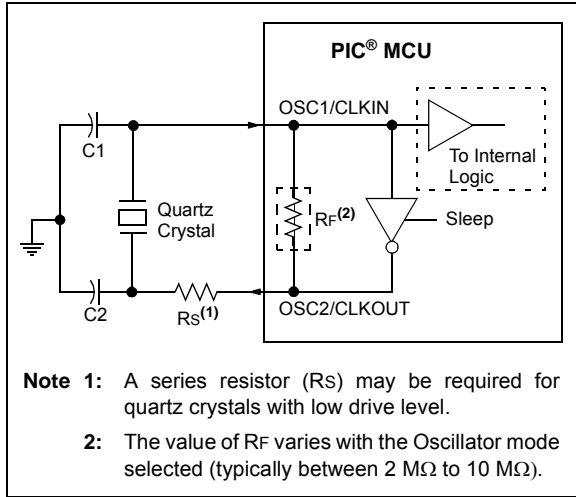 PIC® MCU
OSC1/CLKIN
C1
To Internal
Logic
Quartz
Crystal
RF(2)
Sleep
C2
RS(1)
OSC2/CLKOUT
Note 1: A series resistor (RS) may be required for
quartz crystals with low drive level.
2: The value of RF varies with the Oscillator mode
selected (typically between 2 MΩ to 10 MΩ).